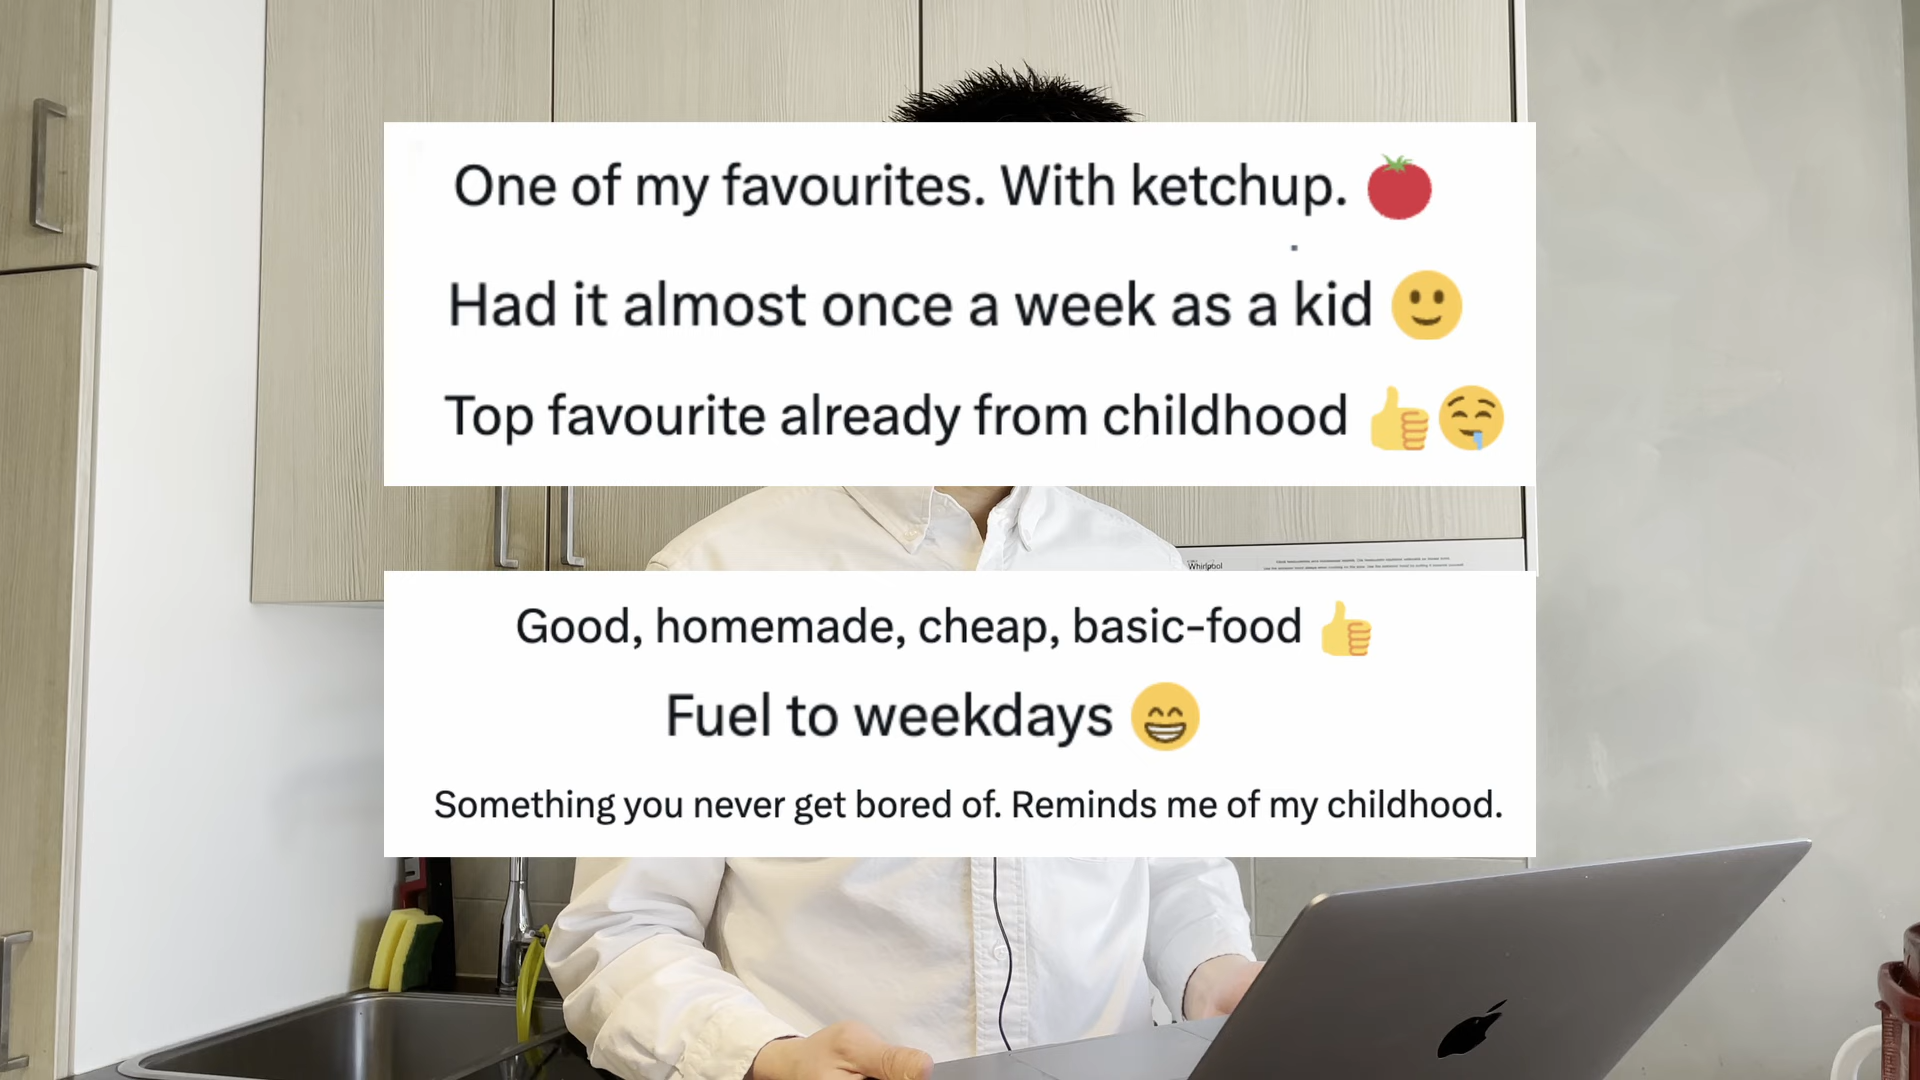 One of my favourites. With ketchup. 🍅
Had it almost once a week as a kid 🙂
Top favourite already from childhood 👍🤤
Whirlpool
Good, homemade, cheap, basic-food 👍
Fuel to weekdays 😁
Something you never get bored of. Reminds me of my childhood.